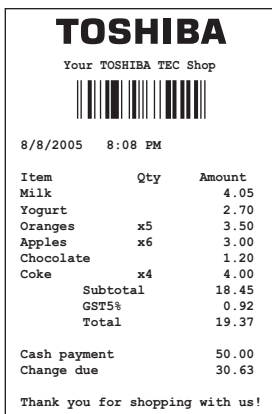 TOSHIBA
Your TOSHIBA TEC Shop
8/8/2005 8:08 PM
Item Qty Amount
Milk 4.05
Yogurt 2.70
Oranges x5 3.50
Apples x6 3.00
Chocolate 1.20
Coke x4 4.00
Subtotal 18.45
GST5% 0.92
Total 19.37
Cash payment 50.00
Change due 30.63
Thank you for shopping with us!